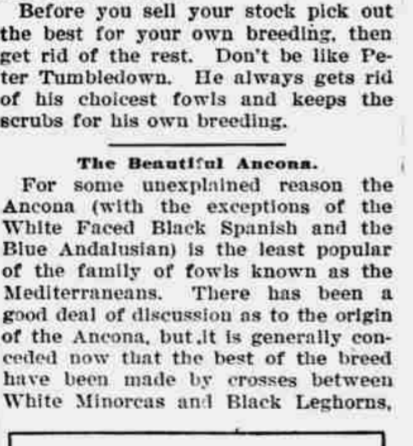 Before you sell your stock pick out
the best for your own breeding, then
get rid of the rest. Don't be like Pe-
ter Tumbledown. He always gets rid
of his choicest fowls and keeps the
scrubs for his own breeding.
The Beautiful Ancona.
For some unexplained reason the
Ancona (with the exceptions of the
White Faced Black Spanish and the
Blue Andalusian) is the least popular
of the family of fowls known as the
Mediterraneans. There has been a
good deal of discussion as to the origin
of the Ancona, but it is generally con-
ceded now that the best of the breed
have been made by crosses between
White Minorcas and Black Leghorns,